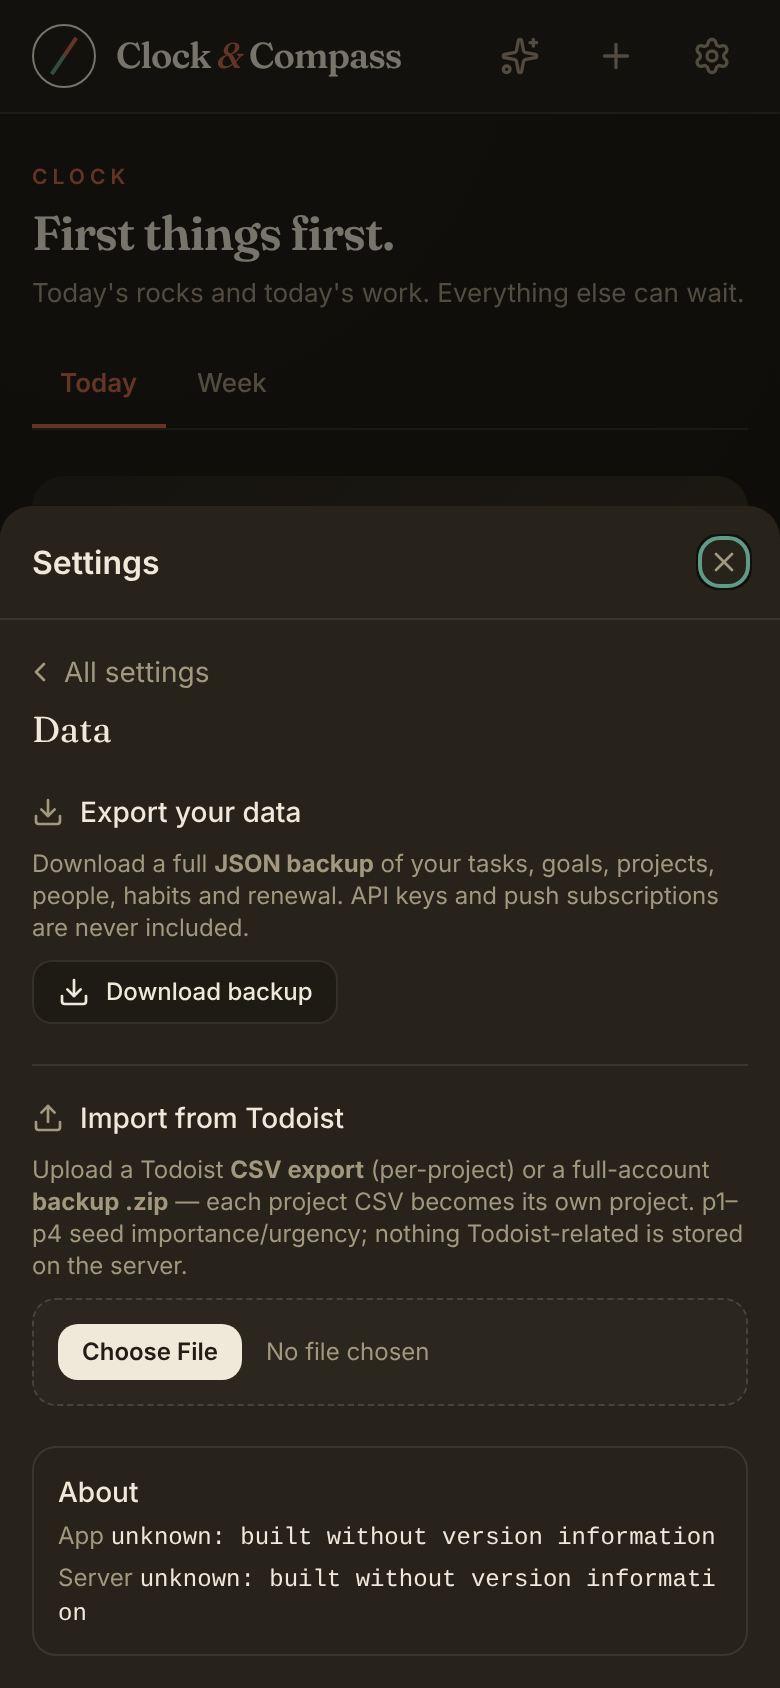 Clock & Compass
CLOCK
First things first.
Today's rocks and today's work. Everything else can wait.
Today
Week
Settings
All settings
Data
Export your data
Download a full JSON backup of your tasks, goals, projects,
people, habits and renewal. API keys and push subscriptions
are never included.
Download backup
Import from Todoist
Upload a Todoist CSV export (per-project) or a full-account
backup .zip — each project CSV becomes its own project. p1–
p4 seed importance/urgency; nothing Todoist-related is stored
on the server.
Choose File No file chosen
About
App unknown: built without version information
Server unknown: built without version informati
on